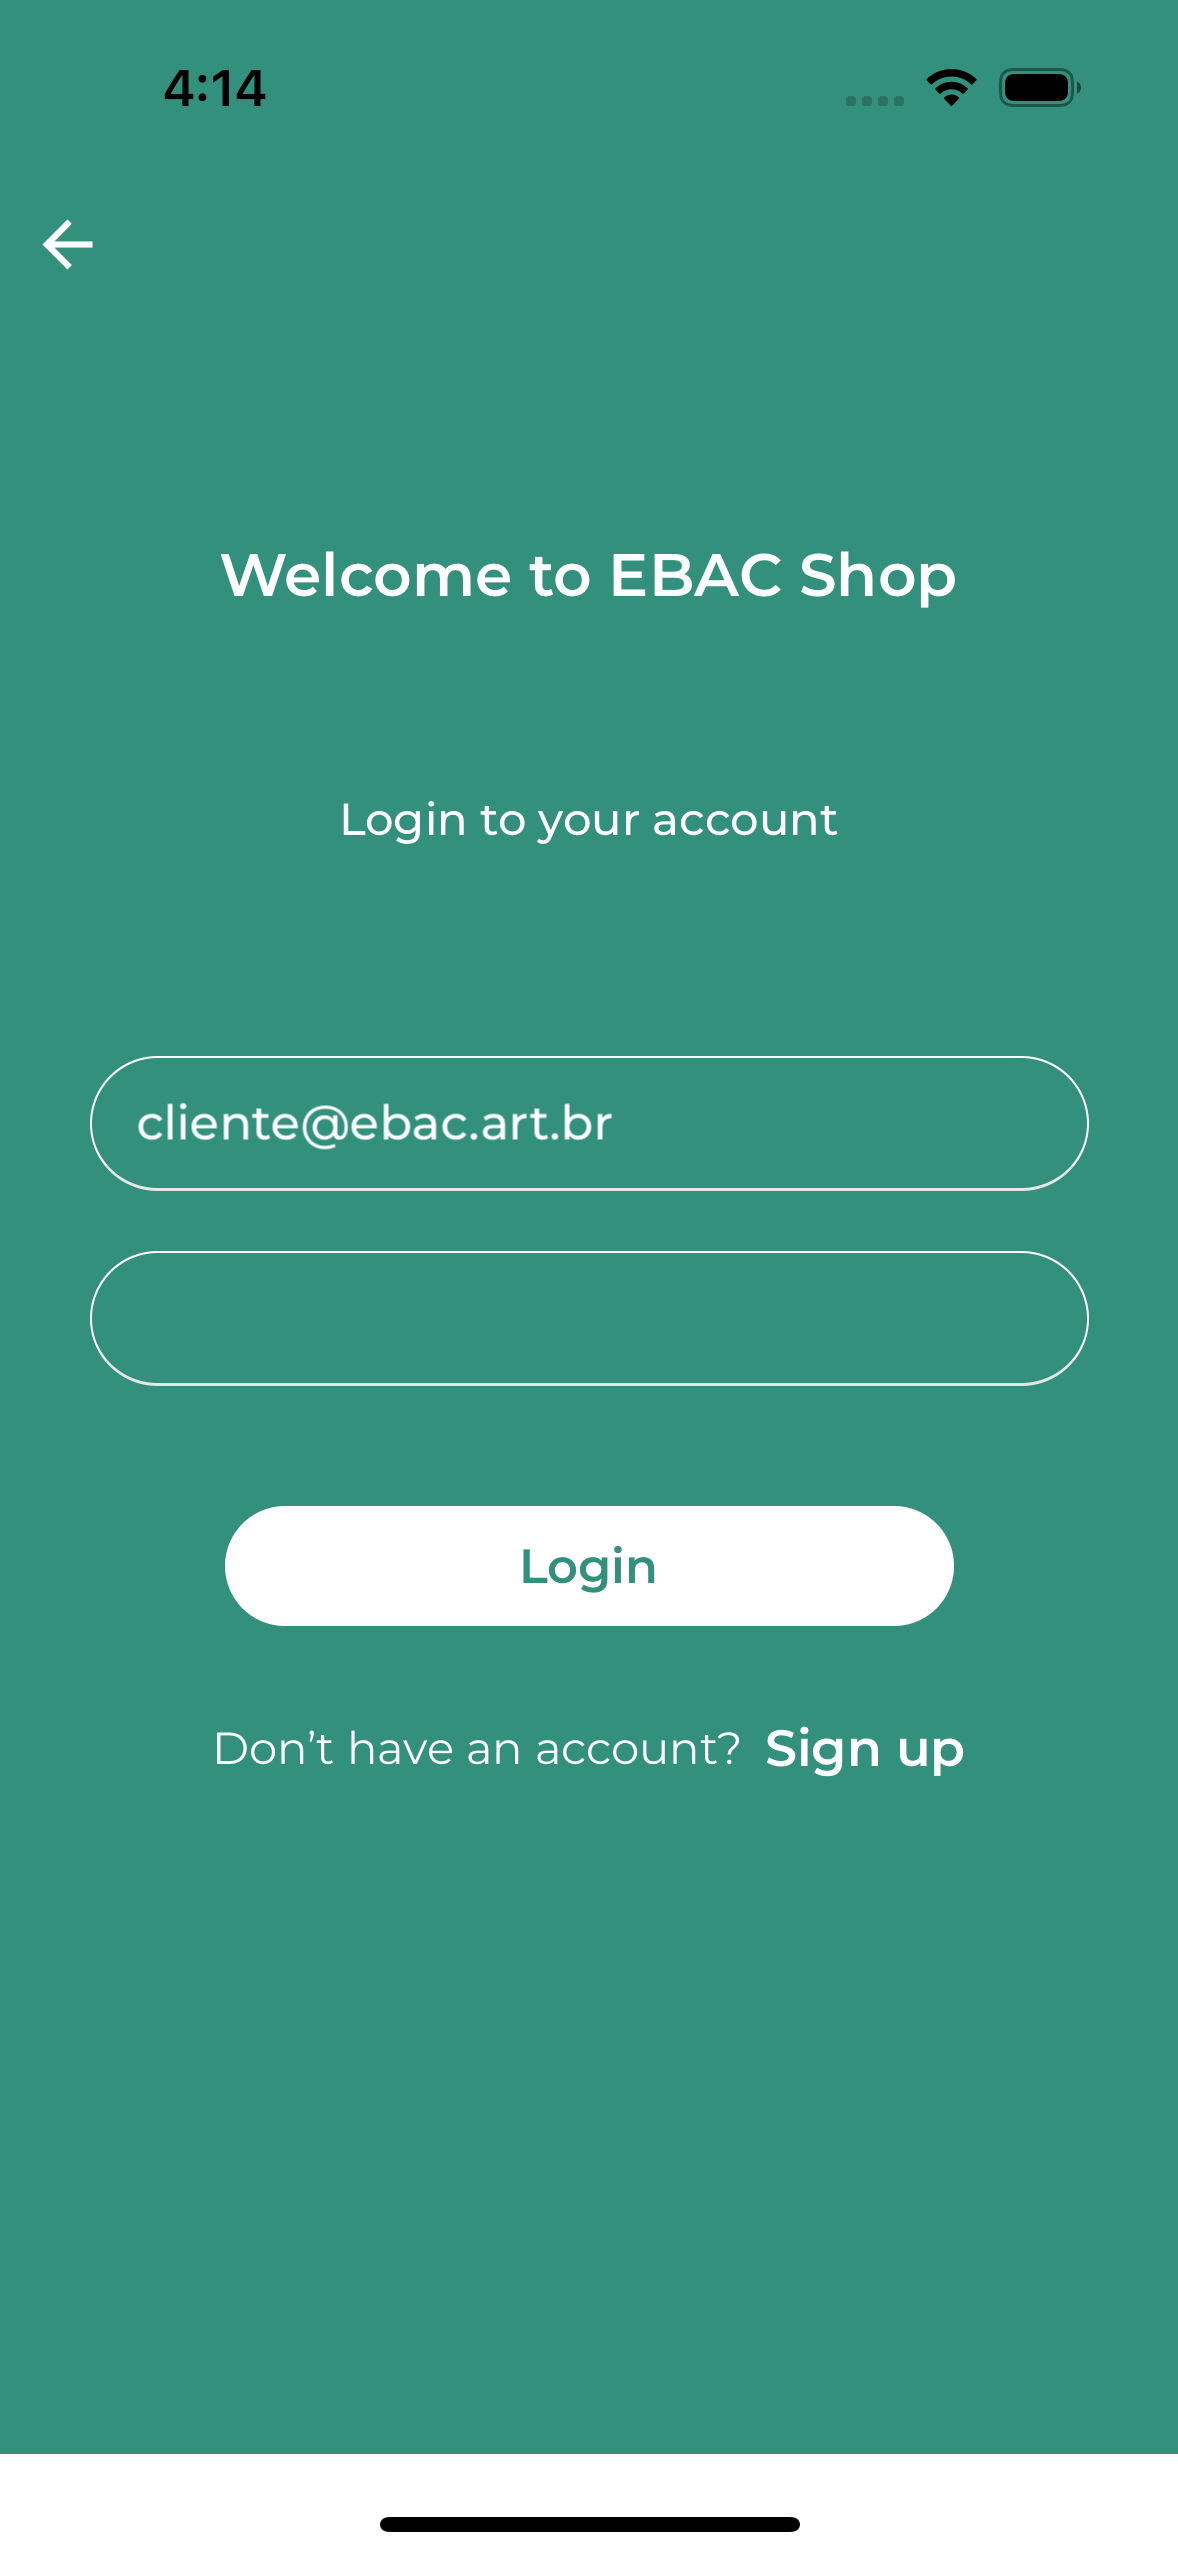 4:14
Welcome to EBAC Shop
Login to your account
cliente@ebac.art.br
Login
Don’t have an account? Sign up